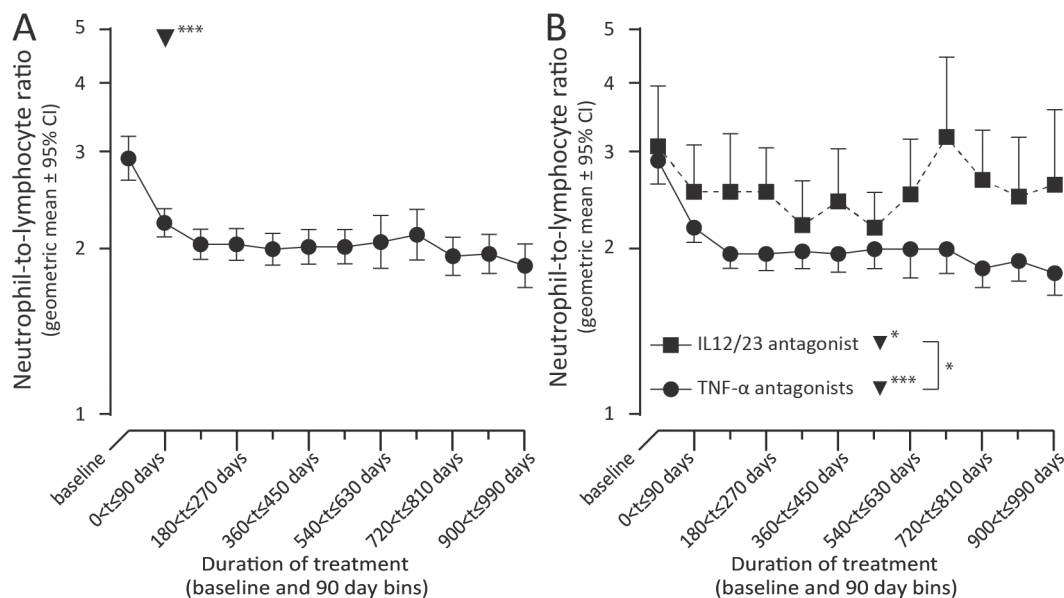 A
Neutrophil-to-lymphocyte ratio
(geometric mean ± 95% CI)
5
4
3
2
1
▼***
baseline
0<t≤90 days
180<t≤270 days
360<t≤450 days
540<t≤630 days
720<t≤810 days
900<t≤990 days
Duration of treatment
(baseline and 90 day bins)
B
Neutrophil-to-lymphocyte ratio
(geometric mean ± 95% CI)
5
4
3
2
1
IL12/23 antagonist ▼*
TNF-α antagonists ▼***
*
baseline
0<t≤90 days
180<t≤270 days
360<t≤450 days
540<t≤630 days
720<t≤810 days
900<t≤990 days
Duration of treatment
(baseline and 90 day bins)